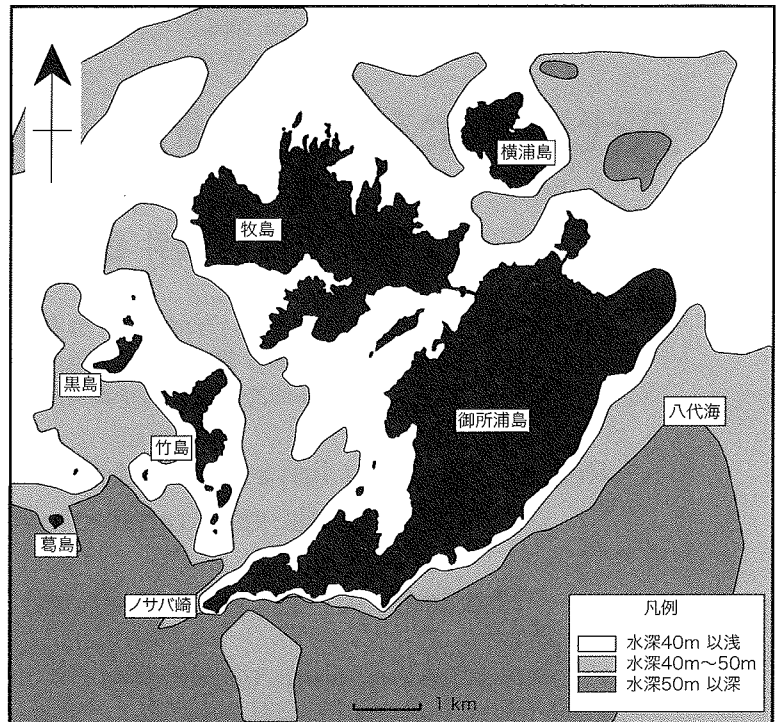 横浦島
牧島
黒島
御所浦島
八代海
竹島
葛島
ノサバ崎
凡例
水深40m 以浅
水深40m〜50m
水深50m 以深
1 km